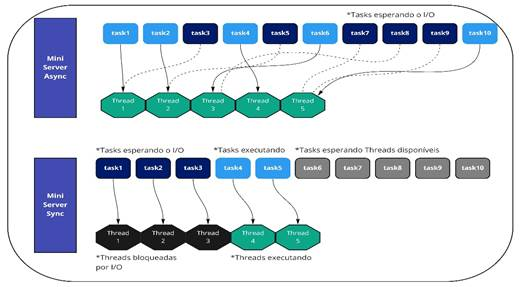 *Tasks esperando o I/O
task1 task2 task3 task4 task5 task6 task7 task8 task9 task10
Mini
Server
Async
Thread Thread Thread Thread Thread
1 2 3 4 5
*Tasks esperando o I/O *Tasks executando *Tasks esperando Threads disponíveis
task1 task2 task3 task4 task5 task6 task7 task8 task9 task10
Mini
Server
Sync
Thread Thread Thread Thread Thread
1 2 3 4 5
*Threads bloqueadas *Threads executando
por I/O